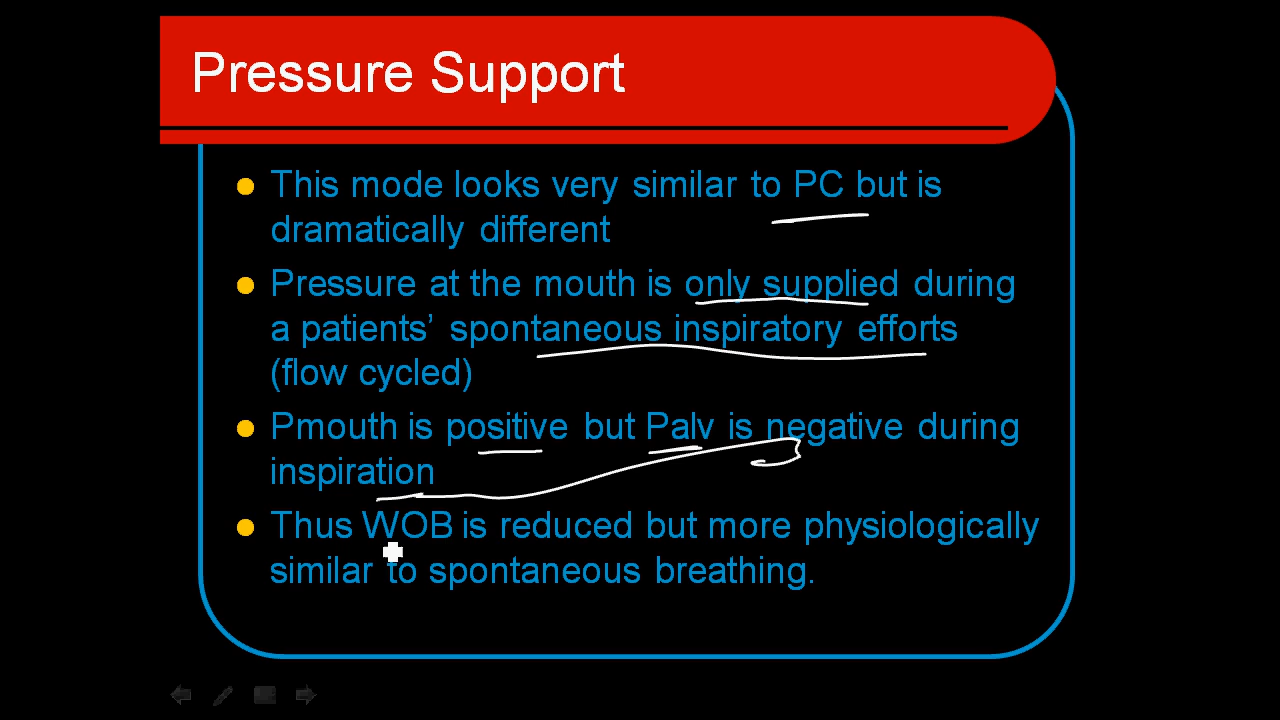 Pressure Support
This mode looks very similar to PC but is
dramatically different
Pressure at the mouth is only supplied during
a patients’ spontaneous inspiratory efforts
(flow cycled)
Pmouth is positive but Palv is negative during
inspiration
Thus WOB is reduced but more physiologically
similar to spontaneous breathing.